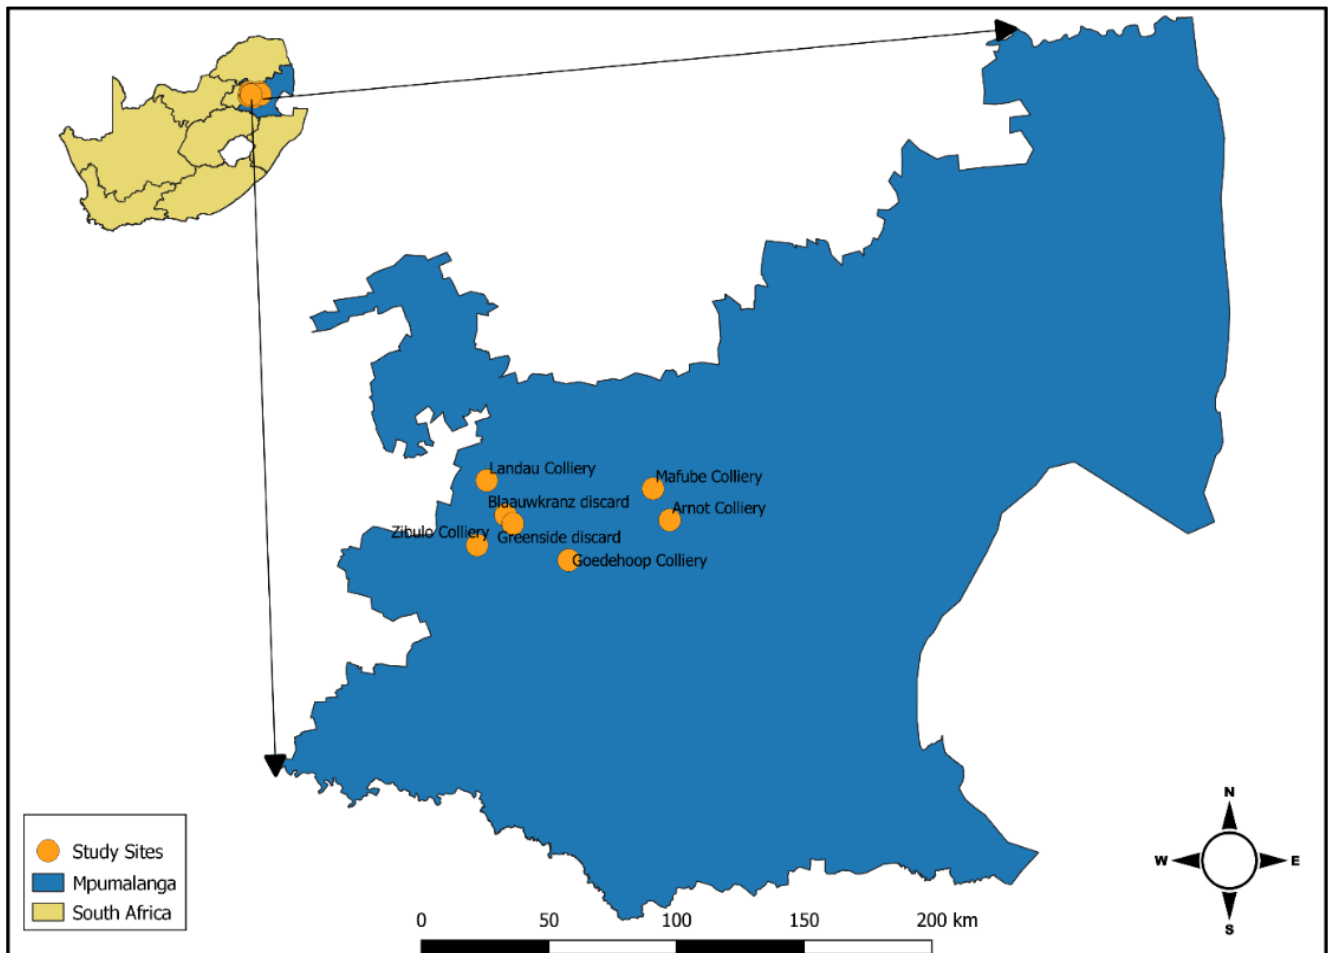 Landau Colliery
Mafube Colliery
Blaauwkranz discard
Arnot Colliery
Zibulo Colliery
Greenside discard
Goedehoop Colliery
Study Sites
Mpumalanga
South Africa
0 50 100 150 200 km
N
W E
S